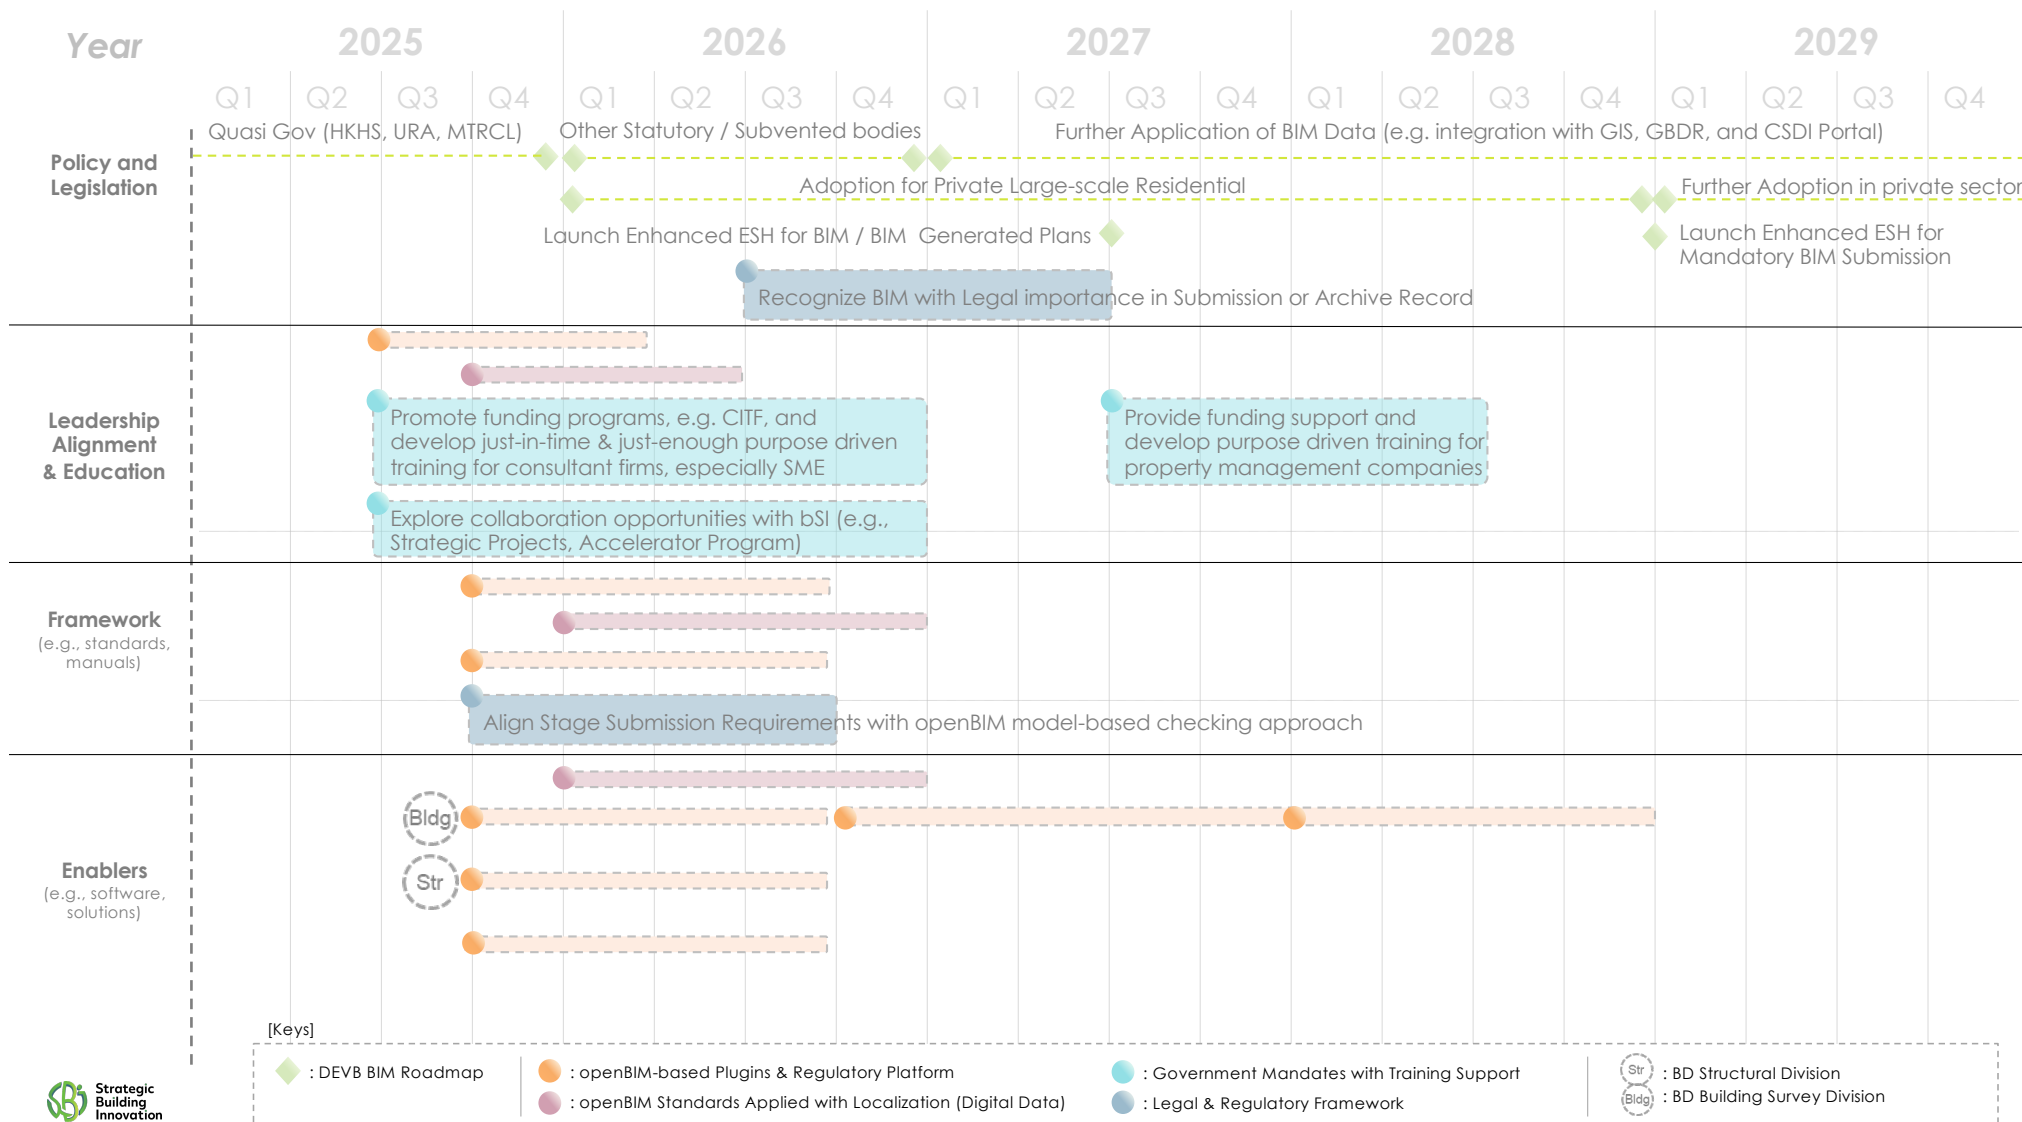 Year
2025
2026
2027
2028
2029
Q1 Q2 Q3 Q4 Q1 Q2 Q3 Q4 Q1 Q2 Q3 Q4 Q1 Q2 Q3 Q4 Q1 Q2 Q3 Q4
Policy and
Legislation
Quasi Gov (HKHS, URA, MTRCL)
Other Statutory / Subvented bodies
Further Application of BIM Data (e.g. integration with GIS, GBDR, and CSDI Portal)
Adoption for Private Large-scale Residential
Further Adoption in private sector
Launch Enhanced ESH for BIM / BIM Generated Plans
Launch Enhanced ESH for
Mandatory BIM Submission
Recognize BIM with Legal importance in Submission or Archive Record
Leadership
Alignment
& Education
Promote funding programs, e.g. CITF, and
develop just-in-time & just-enough purpose driven
training for consultant firms, especially SME
Provide funding support and
develop purpose driven training for
property management companies
Explore collaboration opportunities with bSI (e.g.,
Strategic Projects, Accelerator Program)
Framework
(e.g., standards,
manuals)
Align Stage Submission Requirements with openBIM model-based checking approach
Enablers
(e.g., software,
solutions)
Bldg
Str
[Keys]
: DEVB BIM Roadmap
: openBIM-based Plugins & Regulatory Platform
: openBIM Standards Applied with Localization (Digital Data)
: Government Mandates with Training Support
: Legal & Regulatory Framework
Str : BD Structural Division
Bldg : BD Building Survey Division
SBi
Strategic
Building
Innovation